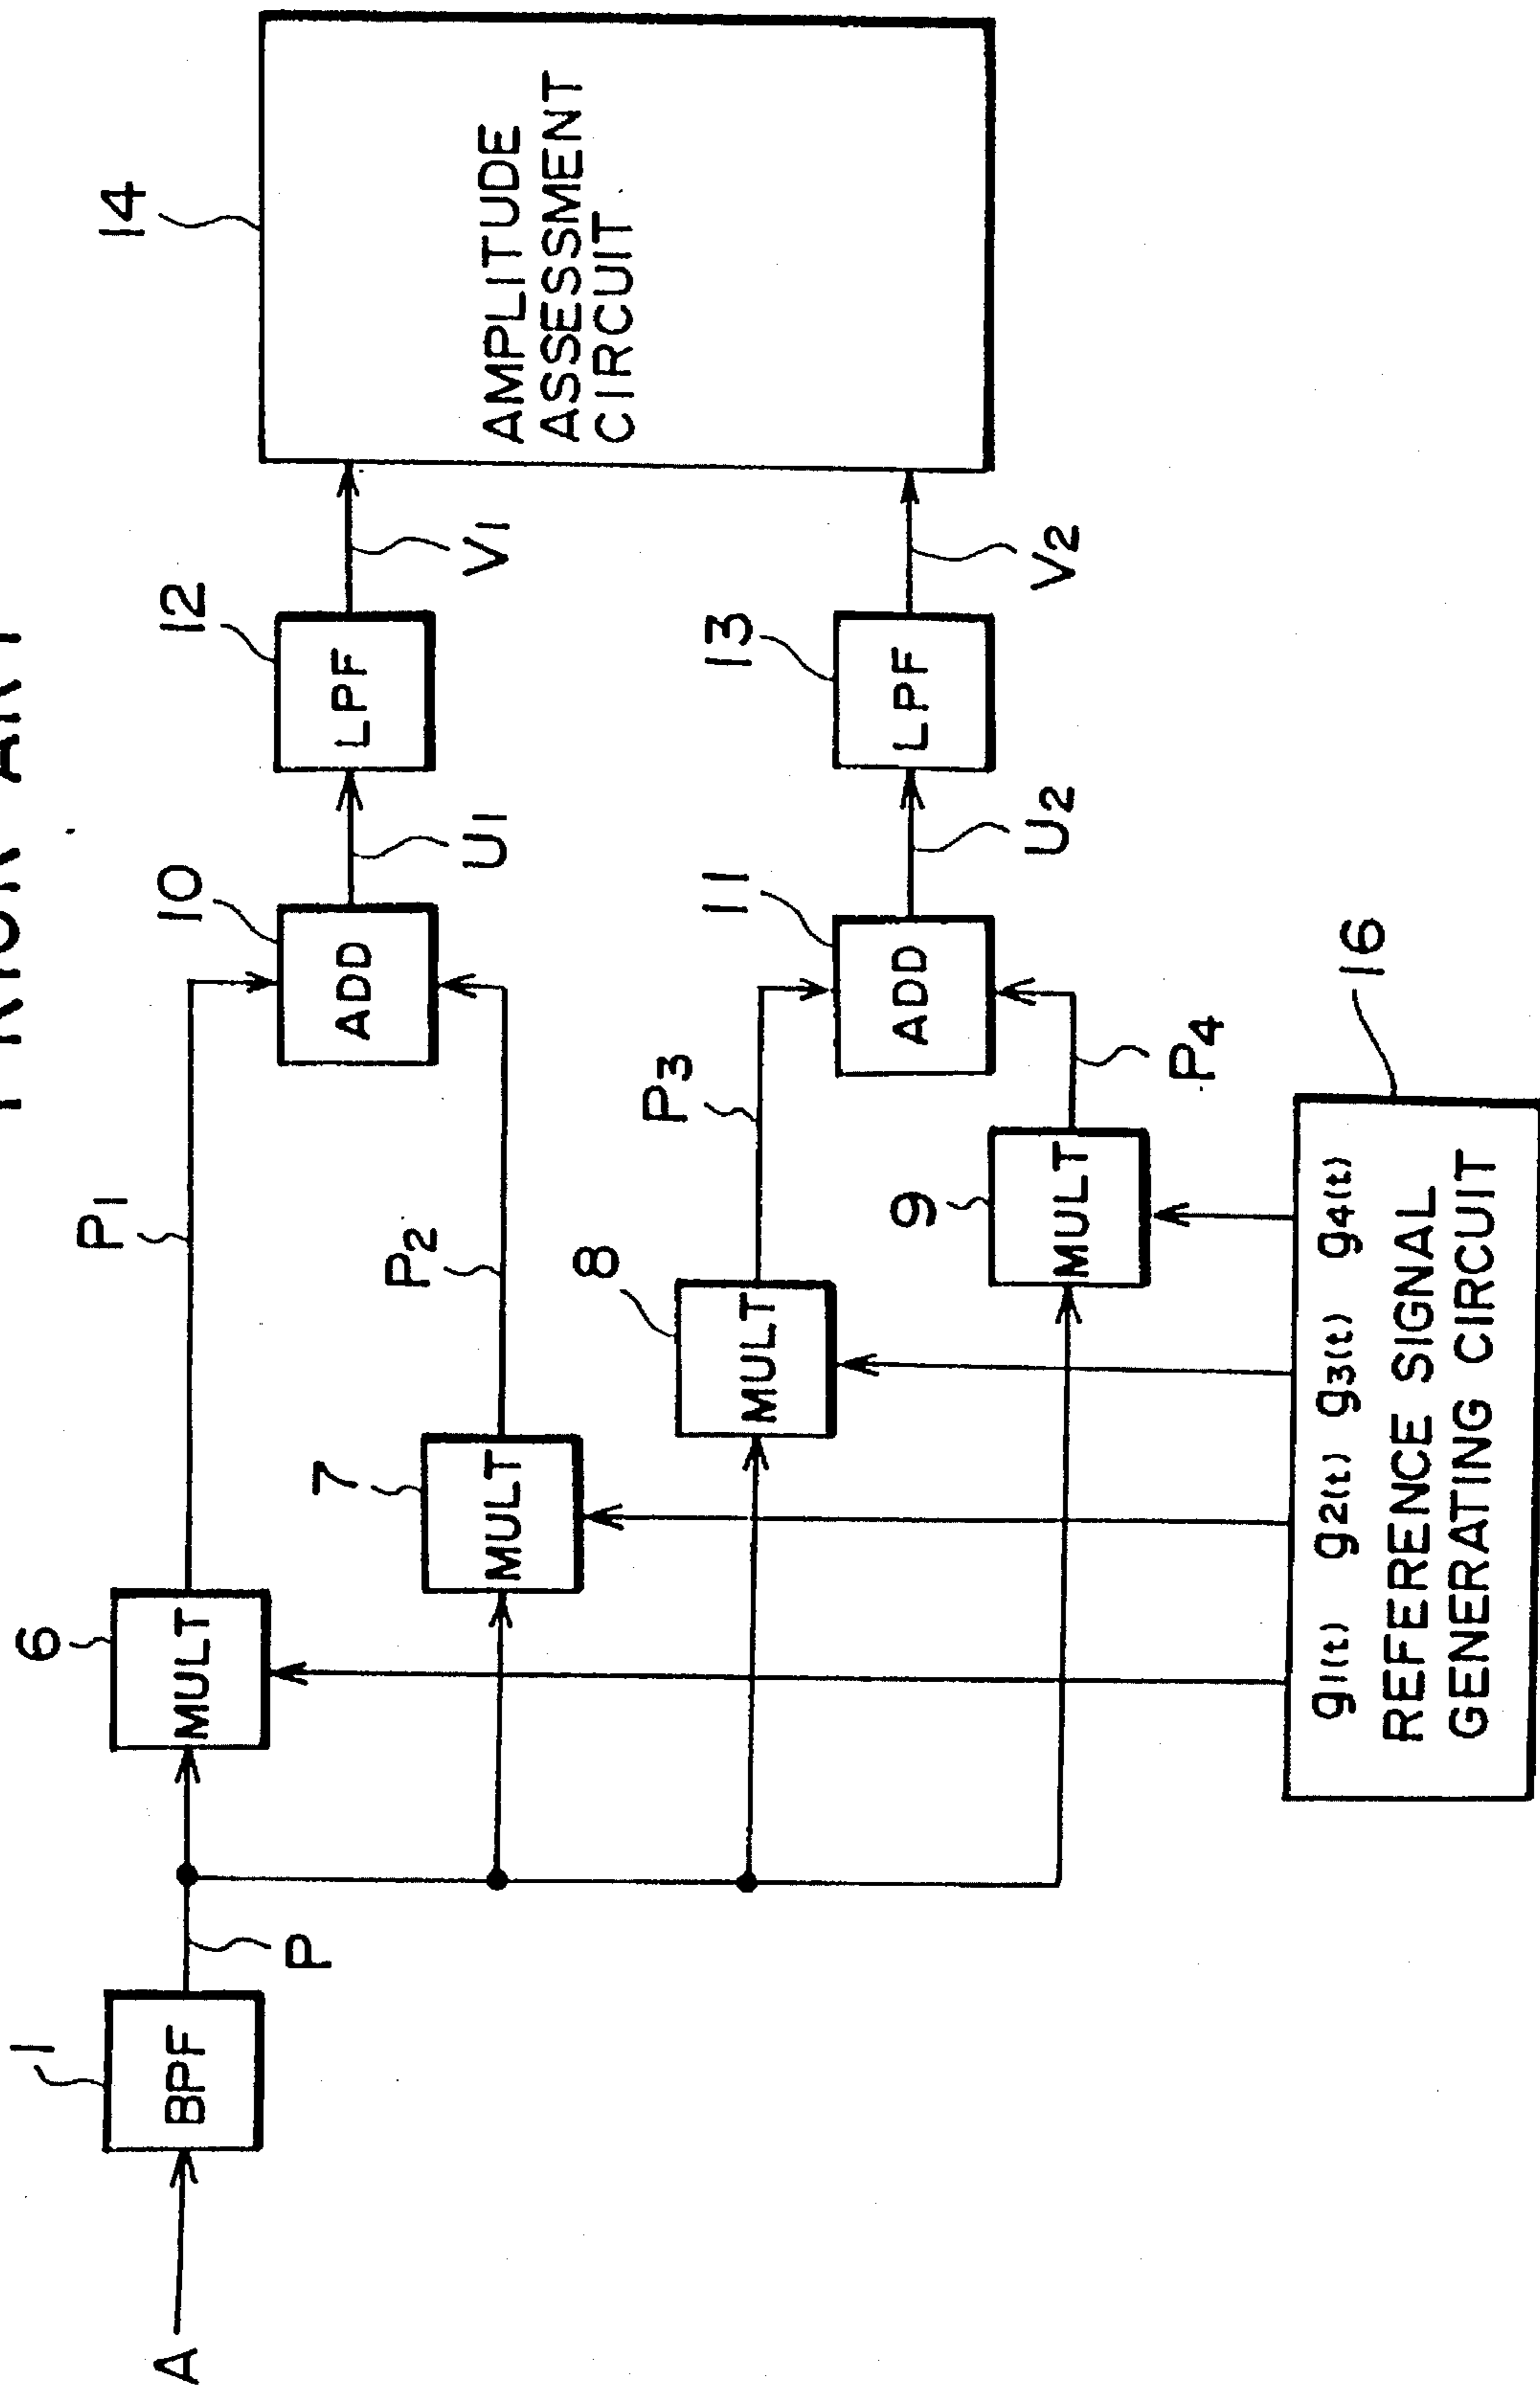 PRIOR ART
A
1
BPF
P
6
MULT
7
MULT
8
MULT
9
MULT
P1
P2
P3
P4
10
ADD
11
ADD
U1
U2
12
LPF
13
LPF
V1
V2
14
AMPLITUDE
ASSESSMENT
CIRCUIT
16
g1(t) g2(t) g3(t) g4(t)
REFERENCE SIGNAL
GENERATING CIRCUIT